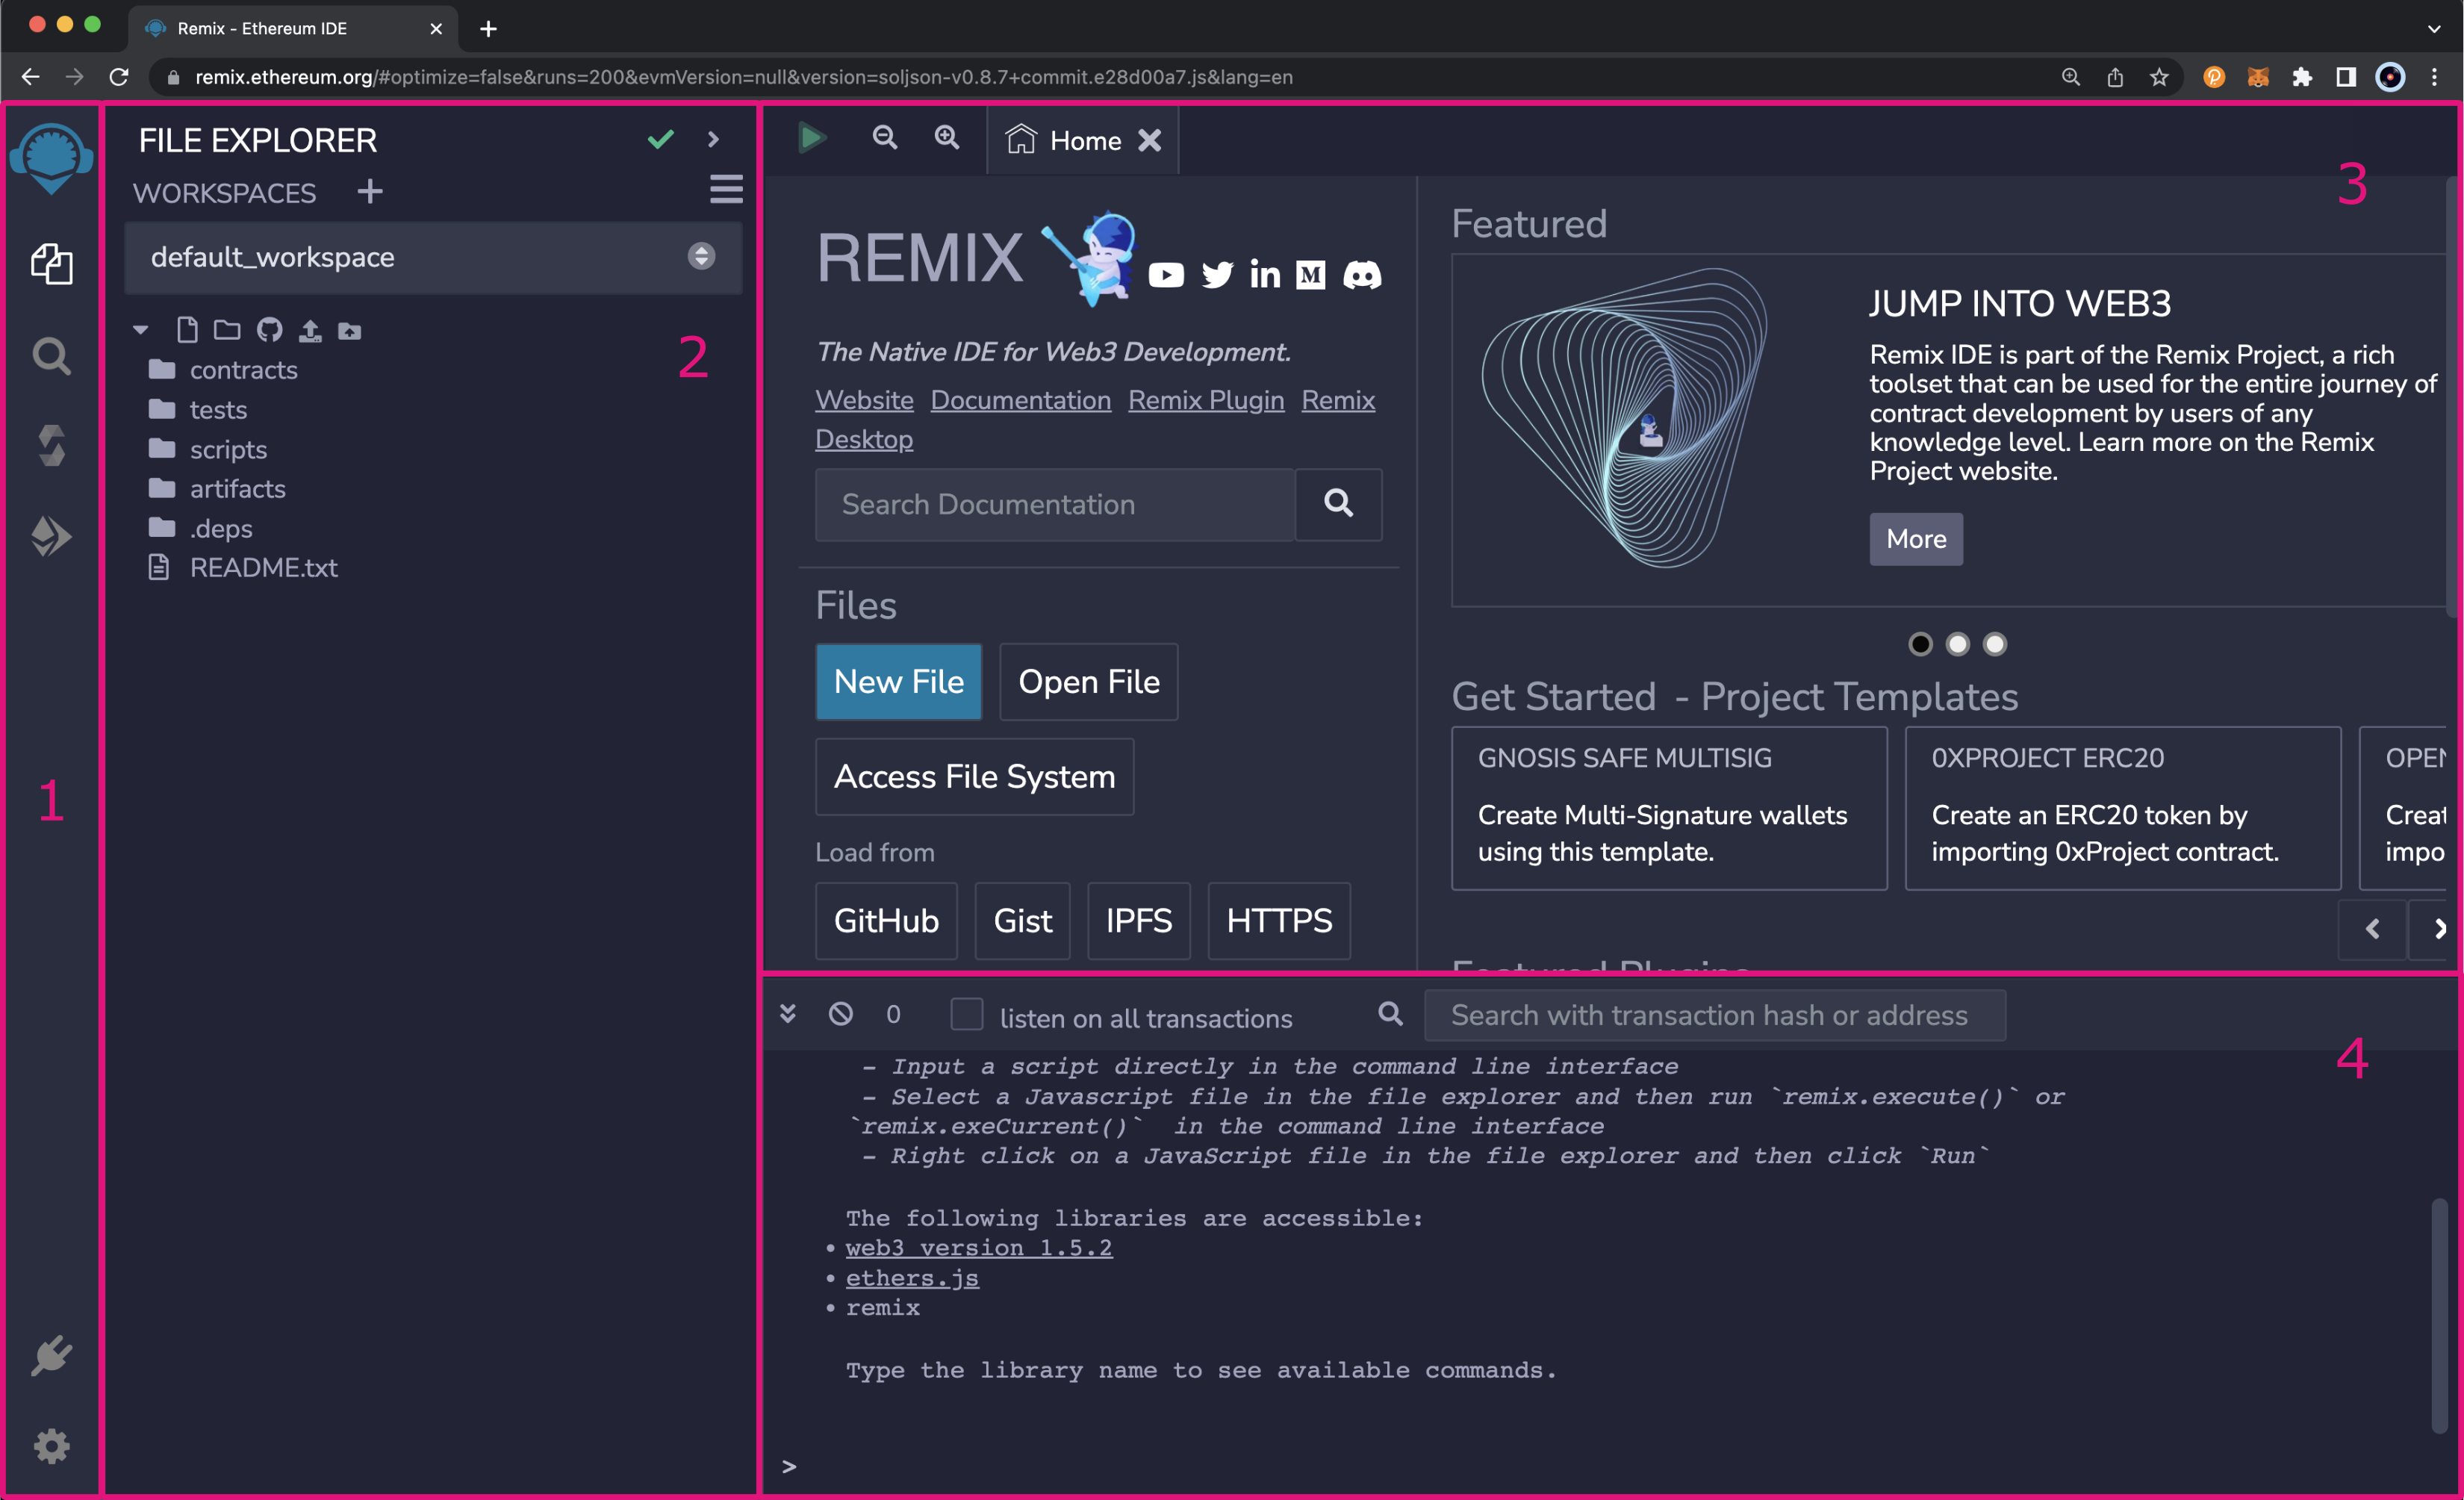 Remix - Ethereum IDE
remix.ethereum.org/#optimize=false&runs=200&evmVersion=null&version=soljson-v0.8.7+commit.e28d00a7.js&lang=en
1
FILE EXPLORER
WORKSPACES
default_workspace
2
contracts
tests
scripts
artifacts
.deps
README.txt
Home
3
REMIX
in
M
The Native IDE for Web3 Development.
Website Documentation Remix Plugin Remix
Desktop
Search Documentation
Files
New File Open File
Access File System
Load from
GitHub Gist IPFS HTTPS
Featured
JUMP INTO WEB3
Remix IDE is part of the Remix Project, a rich
toolset that can be used for the entire journey of
contract development by users of any
knowledge level. Learn more on the Remix
Project website.
More
Get Started - Project Templates
GNOSIS SAFE MULTISIG
Create Multi-Signature wallets
using this template.
0XPROJECT ERC20
Create an ERC20 token by
importing 0xProject contract.
OPEN
Creat
impo
Featured Plugins
0 listen on all transactions Search with transaction hash or address
4
- Input a script directly in the command line interface
- Select a Javascript file in the file explorer and then run `remix.execute()` or
`remix.exeCurrent()` in the command line interface
- Right click on a JavaScript file in the file explorer and then click `Run`
The following libraries are accessible:
• web3 version 1.5.2
• ethers.js
• remix
Type the library name to see available commands.
>